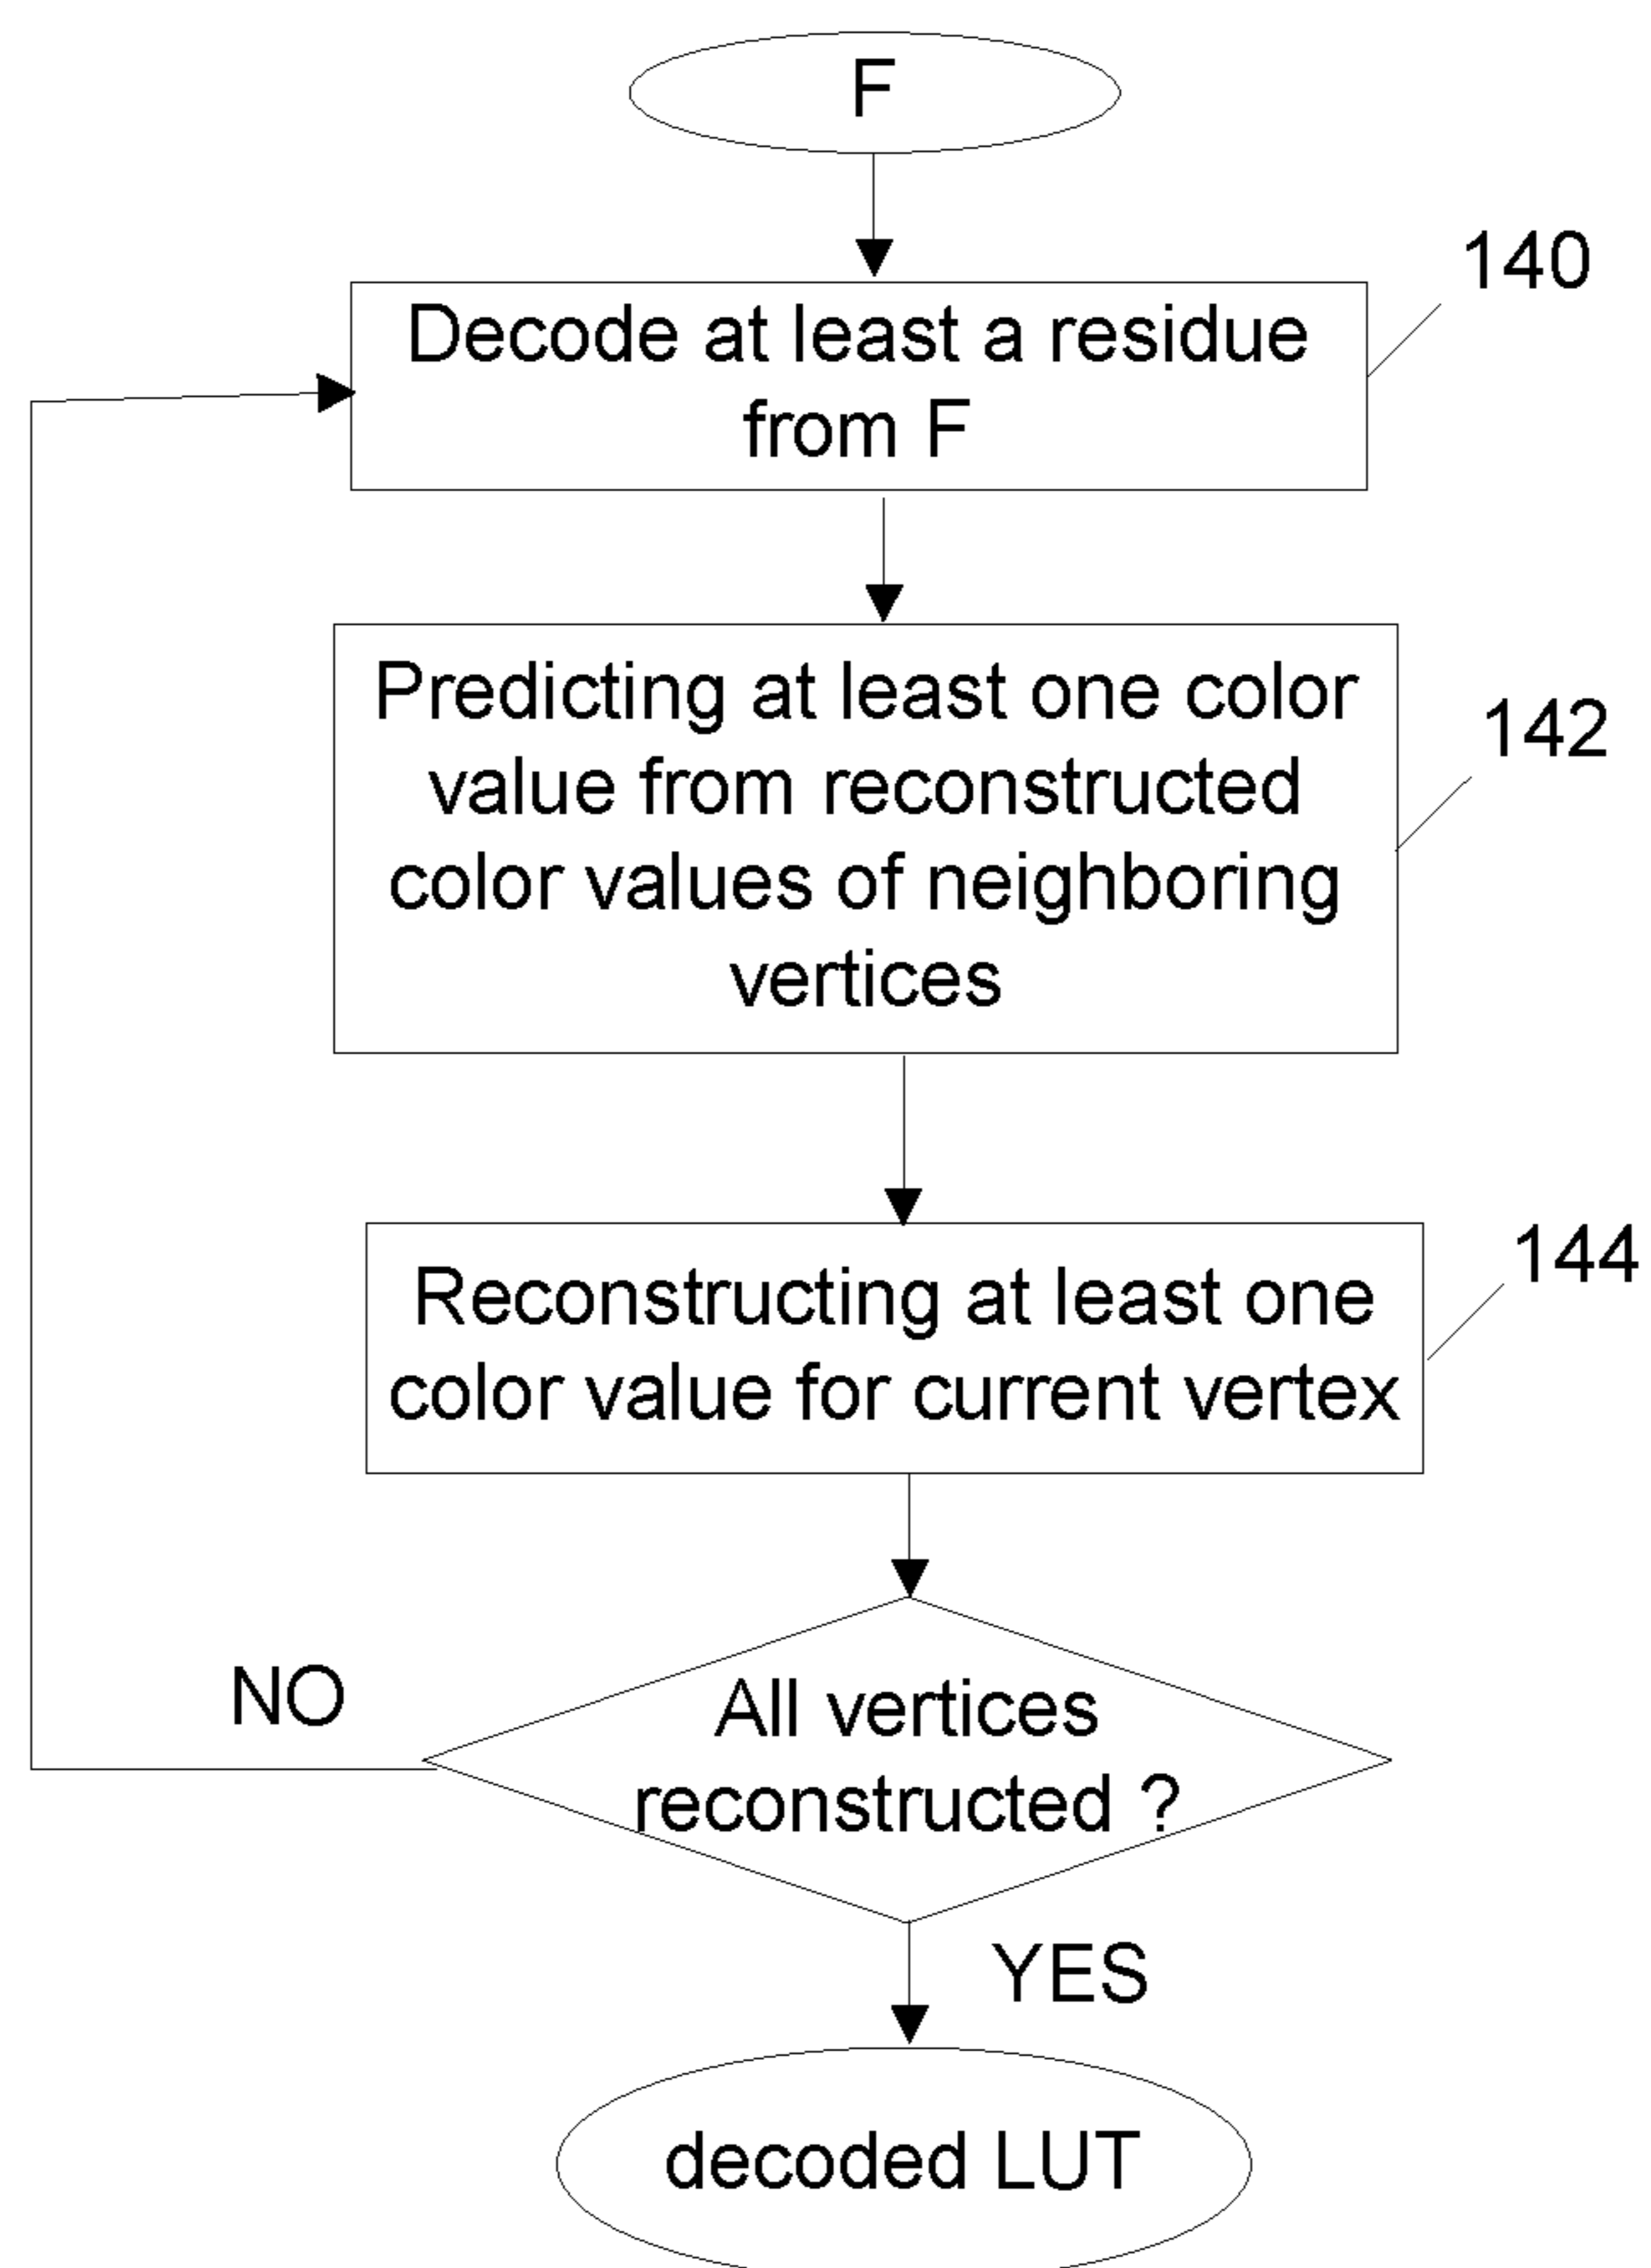 F
140
Decode at least a residue
from F
142
Predicting at least one color
value from reconstructed
color values of neighboring
vertices
144
Reconstructing at least one
color value for current vertex
NO
All vertices
reconstructed ?
YES
decoded LUT